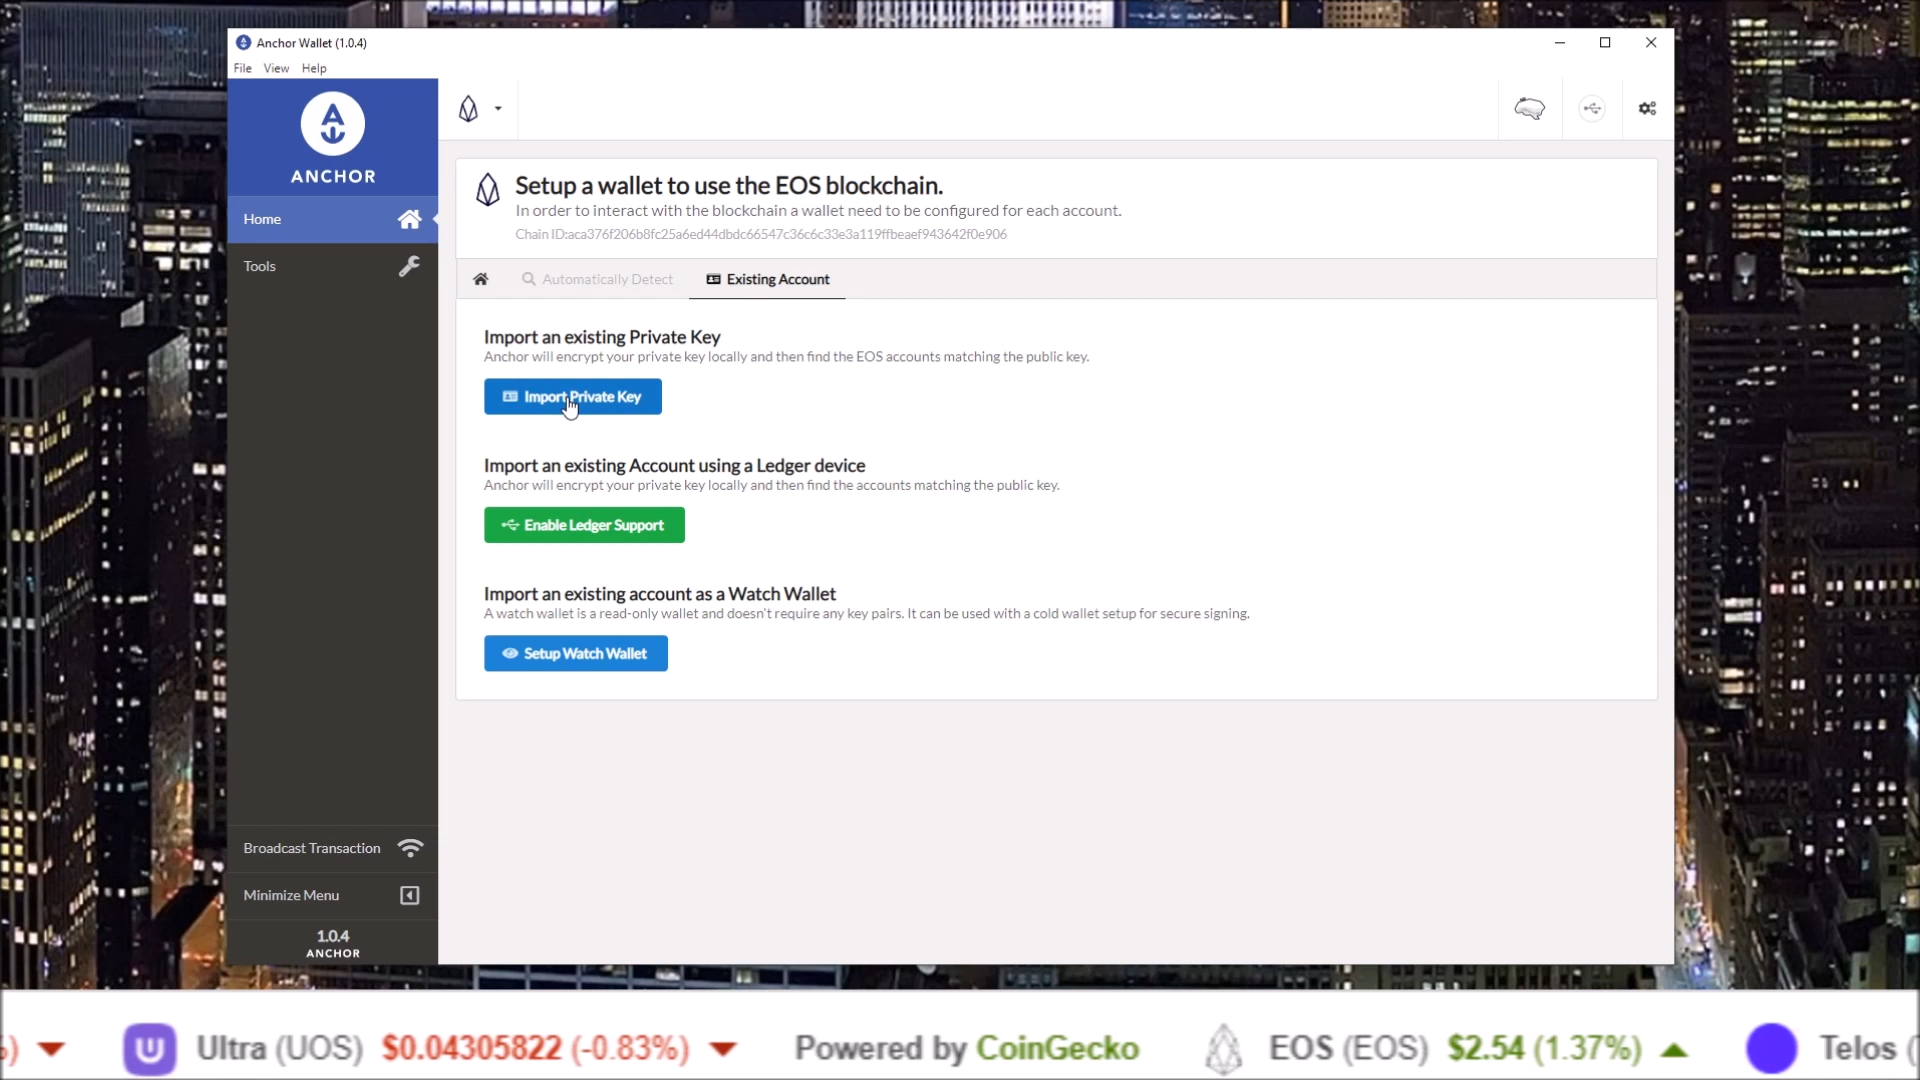 Anchor Wallet (1.0.4)
File View Help
ANCHOR
Home
Tools
Setup a wallet to use the EOS blockchain.
In order to interact with the blockchain a wallet need to be configured for each account.
Chain ID:aca376f206b8fc25a6ed44dbdc66547c36c6c33e3a119ffbeaef943642f0e906
Automatically Detect
Existing Account
Import an existing Private Key
Anchor will encrypt your private key locally and then find the EOS accounts matching the public key.
Import Private Key
Import an existing Account using a Ledger device
Anchor will encrypt your private key locally and then find the accounts matching the public key.
Enable Ledger Support
Import an existing account as a Watch Wallet
A watch wallet is a read-only wallet and doesn't require any key pairs. It can be used with a cold wallet setup for secure signing.
Setup Watch Wallet
Broadcast Transaction
Minimize Menu
1.0.4
ANCHOR
Ultra (UOS) $0.04305822 (-0.83%) Powered by CoinGecko EOS (EOS) $2.54 (1.37%) Telos (